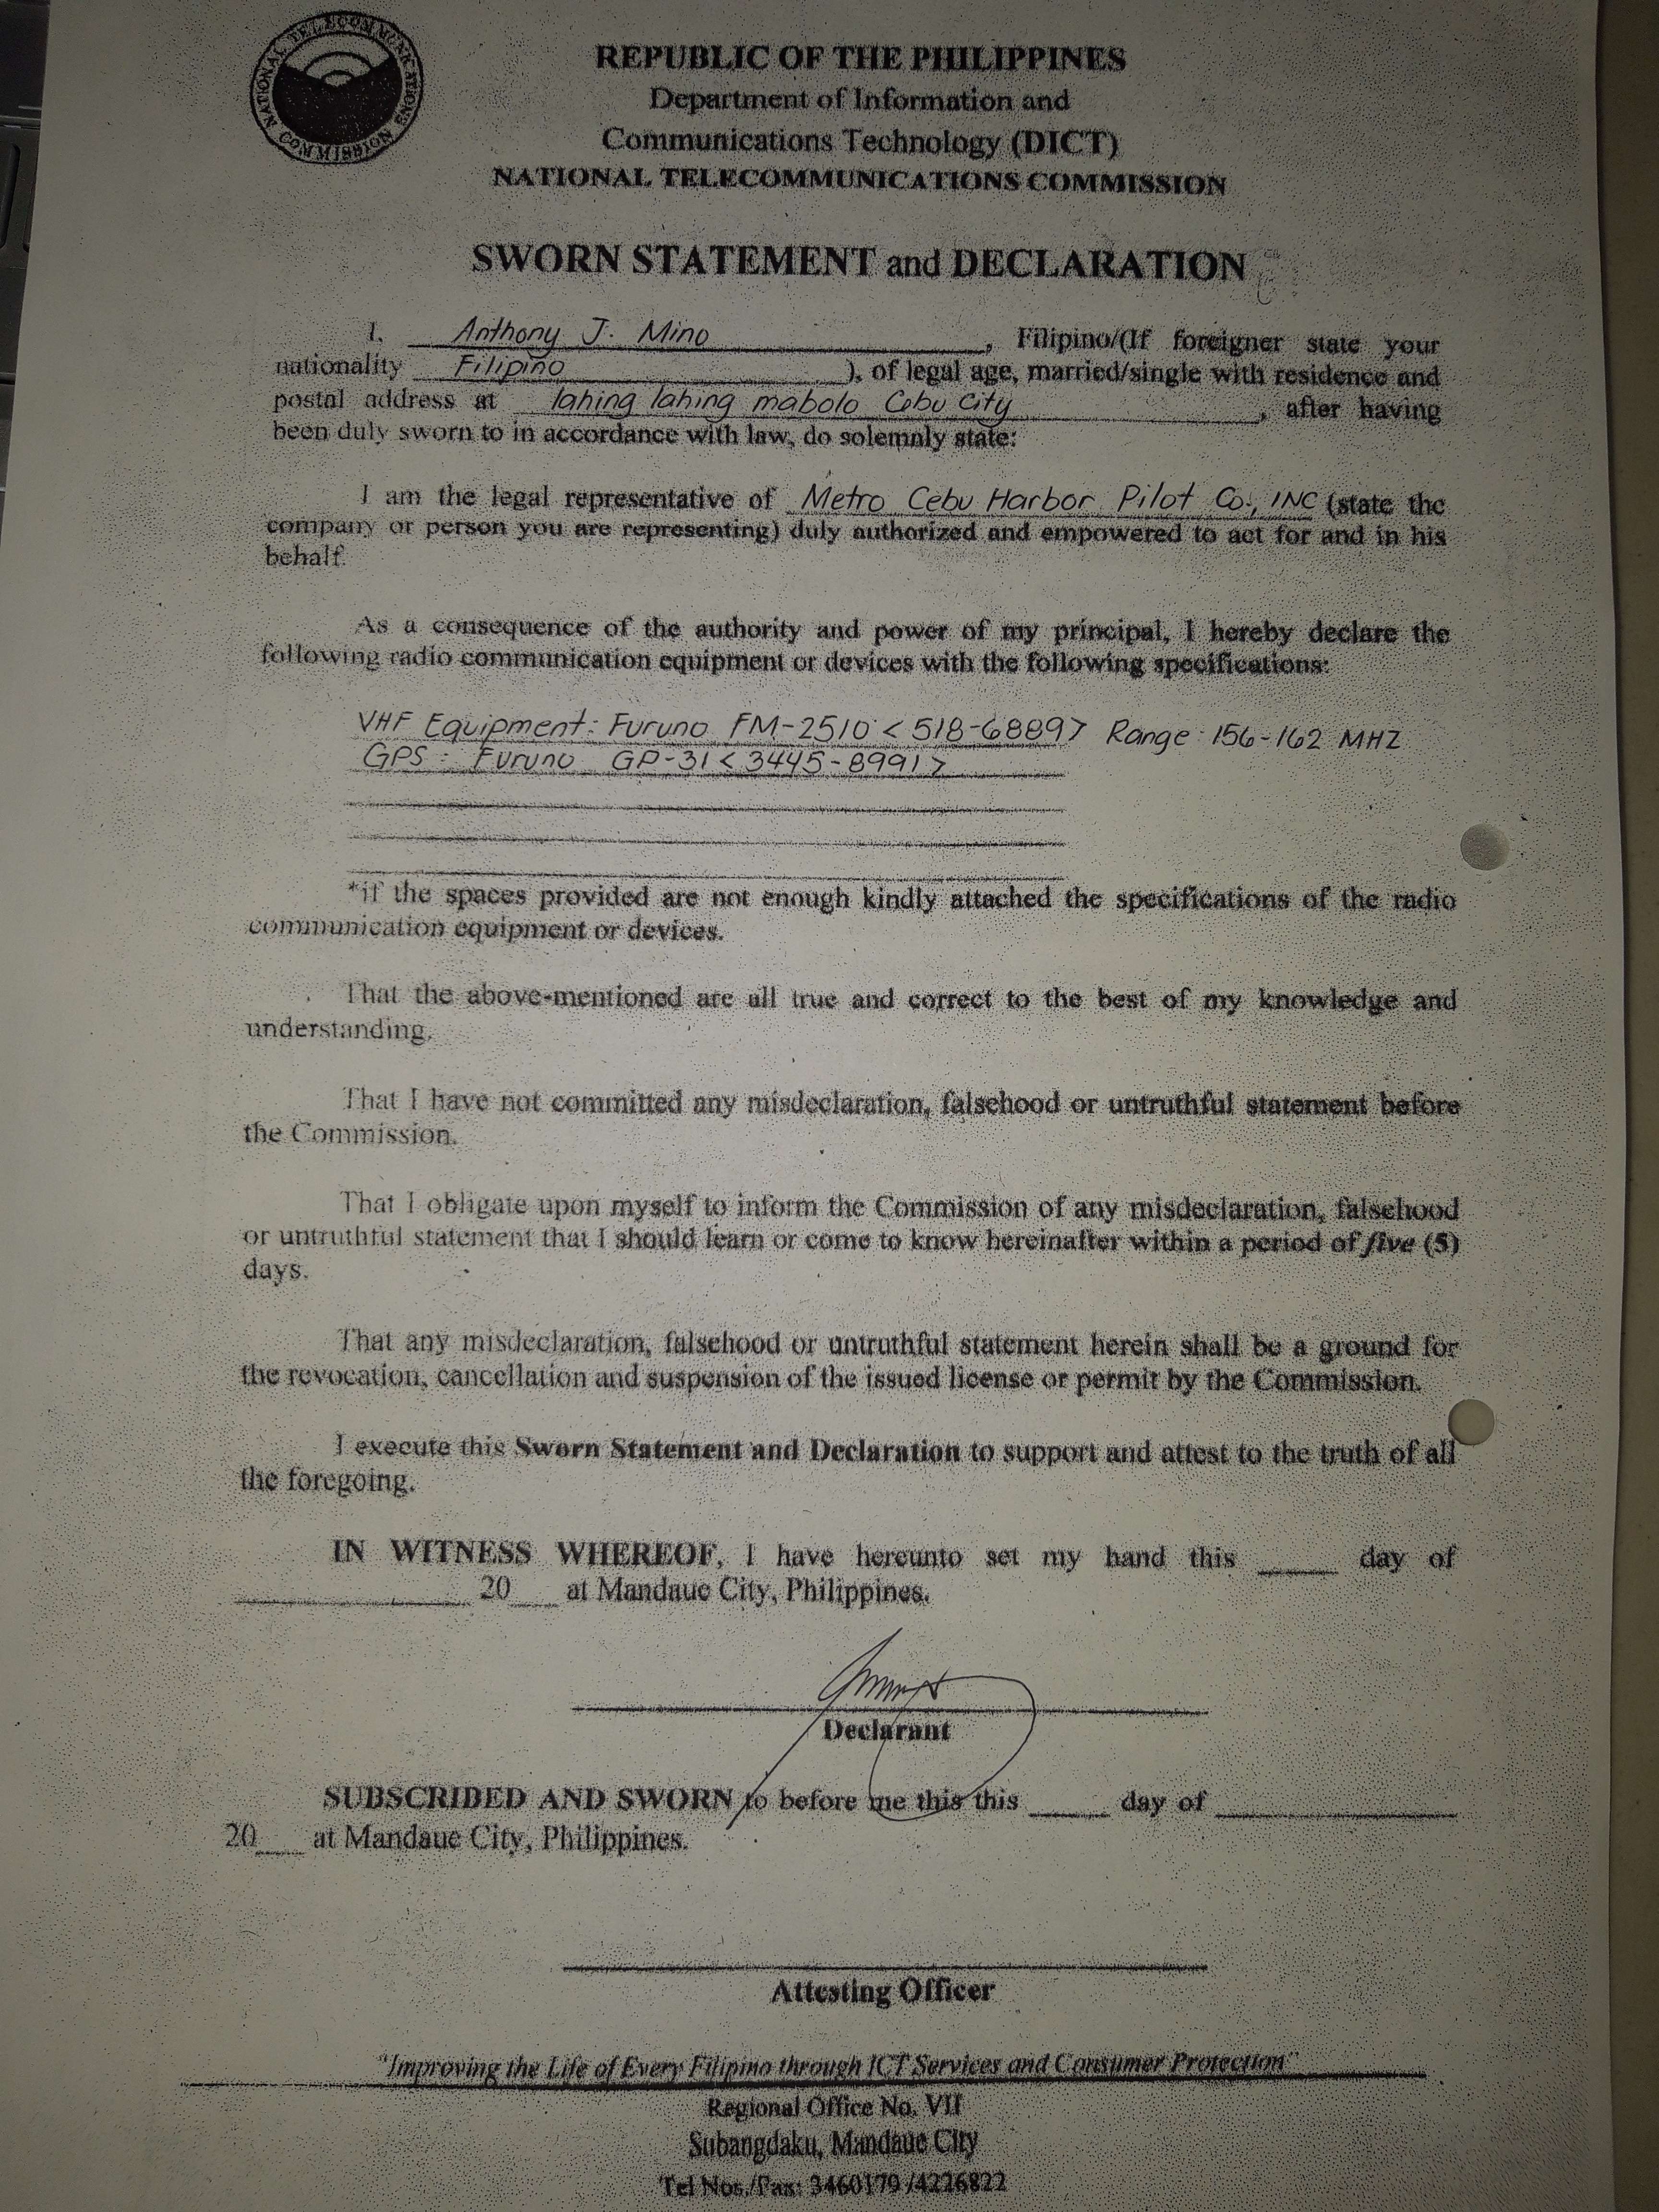 NATIONAL TELECOMMUNICATIONS COMMISSION
REPUBLIC OF THE PHILIPPINES
Department of Information and
Communications Technology (DICT)
NATIONAL TELECOMMUNICATIONS COMMISSION
SWORN STATEMENT and DECLARATION
I, Anthony J. Mino, Filipino/(If foreigner state your
nationality Filipino), of legal age, married/single with residence and
postal address at lahing lahing mabolo Cebu City, after having
been duly sworn to in accordance with law, do solemnly state:
I am the legal representative of Metro Cebu Harbor Pilot Co., INC (state the
company or person you are representing) duly authorized and empowered to act for and in his
behalf.
As a consequence of the authority and power of my principal, I hereby declare the
following radio communication equipment or devices with the following specifications:
VHF Equipment: Furuno FM-2510 <518-6889> Range: 156-162 MHZ
GPS: Furuno GP-31 <3445-8991>
*if the spaces provided are not enough kindly attached the specifications of the radio
communication equipment or devices.
That the above-mentioned are all true and correct to the best of my knowledge and
understanding.
That I have not committed any misdeclaration, falsehood or untruthful statement before
the Commission.
That I obligate upon myself to inform the Commission of any misdeclaration, falsehood
or untruthful statement that I should learn or come to know hereinafter within a period of five (5)
days.
That any misdeclaration, falsehood or untruthful statement herein shall be a ground for
the revocation, cancellation and suspension of the issued license or permit by the Commission.
I execute this Sworn Statement and Declaration to support and attest to the truth of all
the foregoing.
IN WITNESS WHEREOF, I have hereunto set my hand this ____ day of
____ 20__ at Mandaue City, Philippines.
Declarant
SUBSCRIBED AND SWORN to before me this this ____ day of ____
20__ at Mandaue City, Philippines.
Attesting Officer
"Improving the Life of Every Filipino through ICT Services and Consumer Protection"
Regional Office No. VII
Subangdaku, Mandaue City
Tel Nos./Fax: 3460179 /4226822